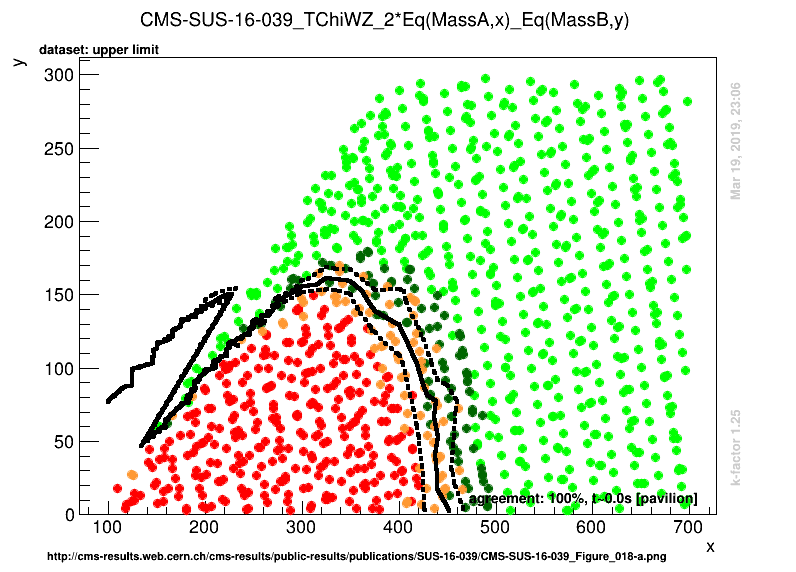 CMS-SUS-16-039_TChiWZ_2*Eq(MassA,x)_Eq(MassB,y)
dataset: upper limit
y
300
250
200
150
100
50
0
100 200 300 400 500 600 700
x
agreement: 100%, t=0.0s [pavilion]
Mar 19, 2019, 23:06
k-factor 1.25
http://cms-results.web.cern.ch/cms-results/public-results/publications/SUS-16-039/CMS-SUS-16-039_Figure_018-a.png